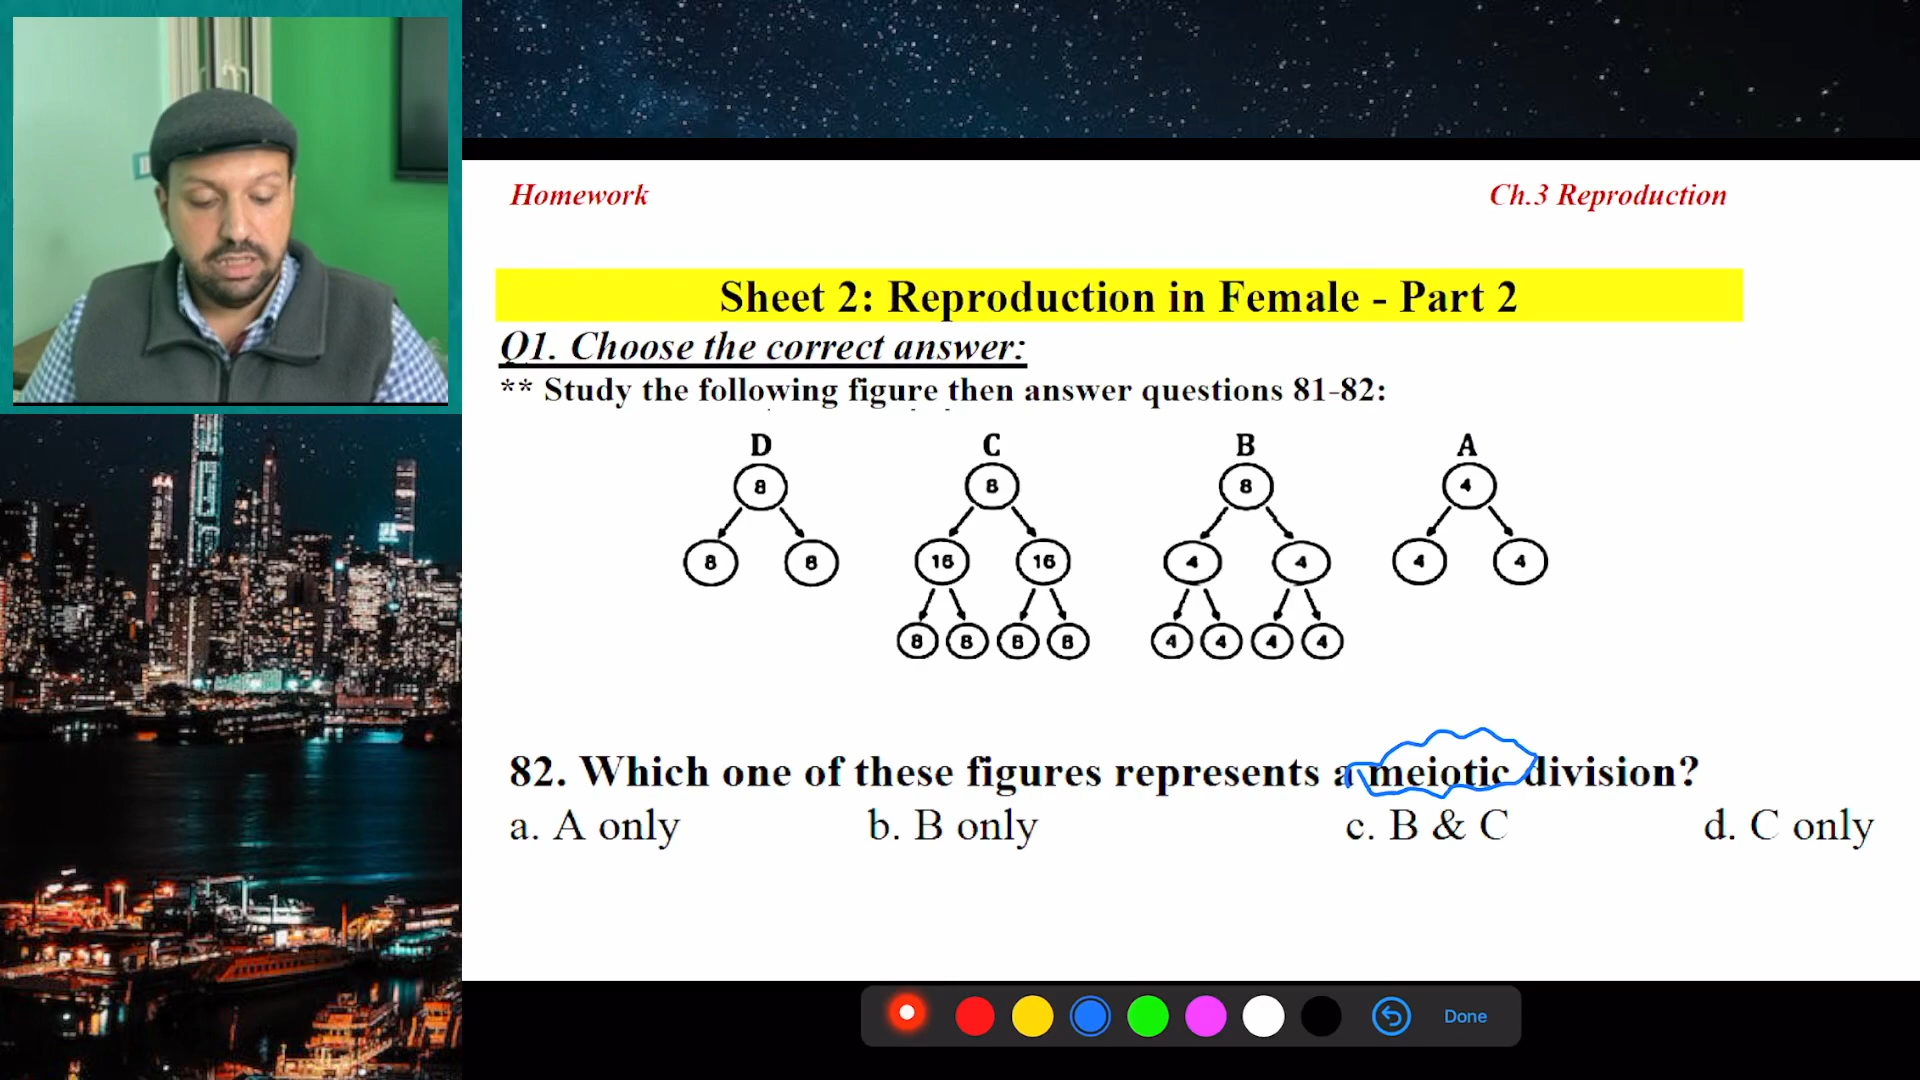 Homework Ch.3 Reproduction
Sheet 2: Reproduction in Female - Part 2
Q1. Choose the correct answer:
** Study the following figure then answer questions 81-82:
D C B A
8 8 8 4
8 8 16 16 4 4 4 4
8 8 8 8 4 4 4 4
82. Which one of these figures represents a meiotic division?
a. A only b. B only c. B & C d. C only
Done